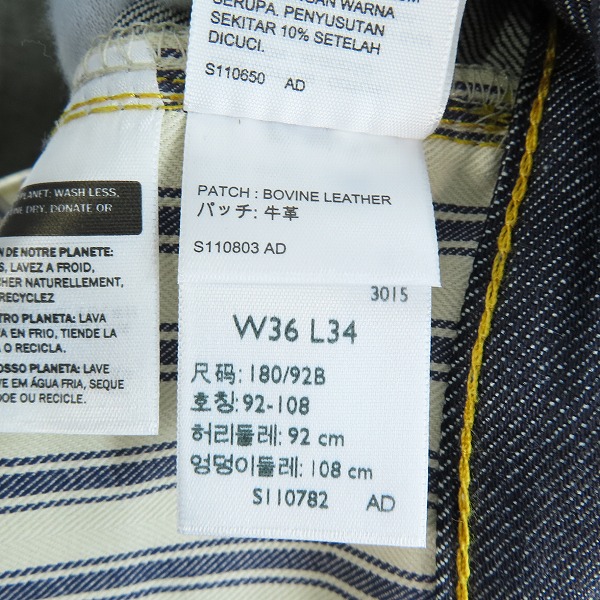 SERUPA. PENYUSUTAN
SEKITAR 10% SETELAH
DICUCI.
S110650 AD
PATCH : BOVINE LEATHER
パッチ: 牛革
S110803 AD
3015
W36 L34
尺码: 180/92B
호칭: 92-108
허리둘레: 92 cm
엉덩이둘레: 108 cm
S110782 AD
PLANET: WASH LESS,
DRY, DONATE OR
DE NOTRE PLANETE:
LAVEZ A FROID,
NATURELLEMENT,
RECYCLEZ
PLANETA: LAVA
EN FRIO, TIENDE LA
O RECICLA.
PLANETA: LAVE
EM ÁGUA FRIA, SEQUE
OU RECICLE.